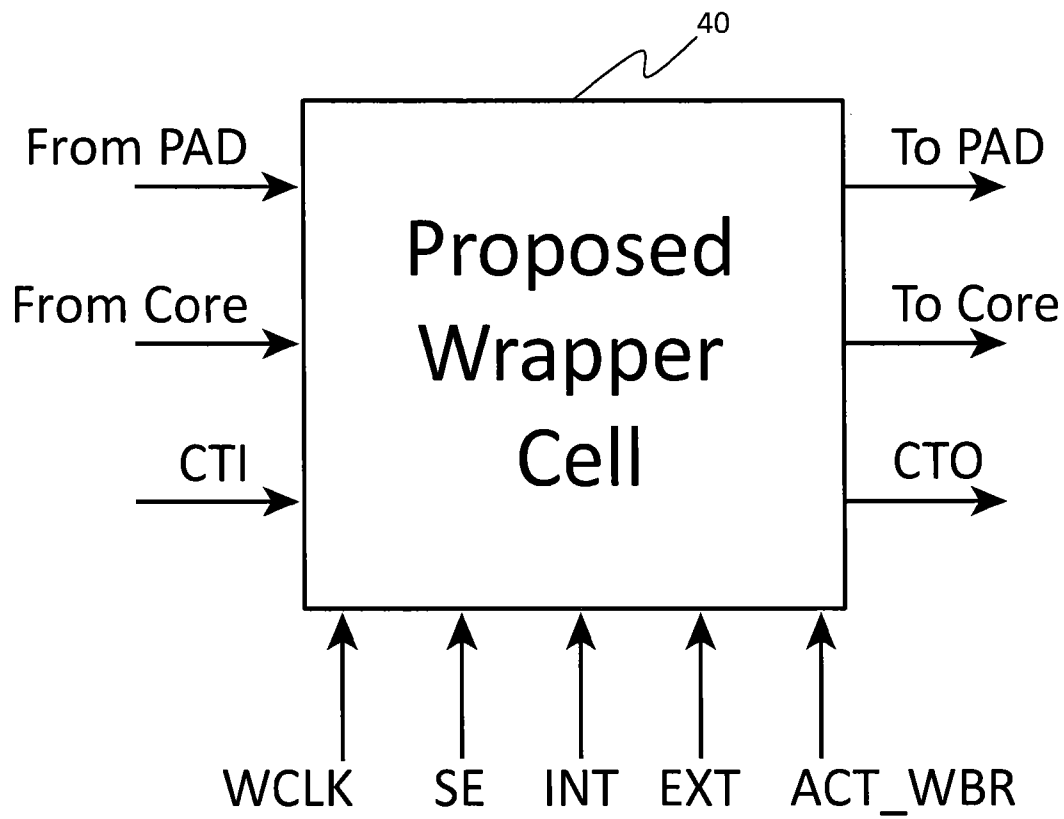 40
From PAD
To PAD
Proposed
From Core
To Core
Wrapper
CTI
Cell
CTO
WCLK SE INT EXT ACT_WBR